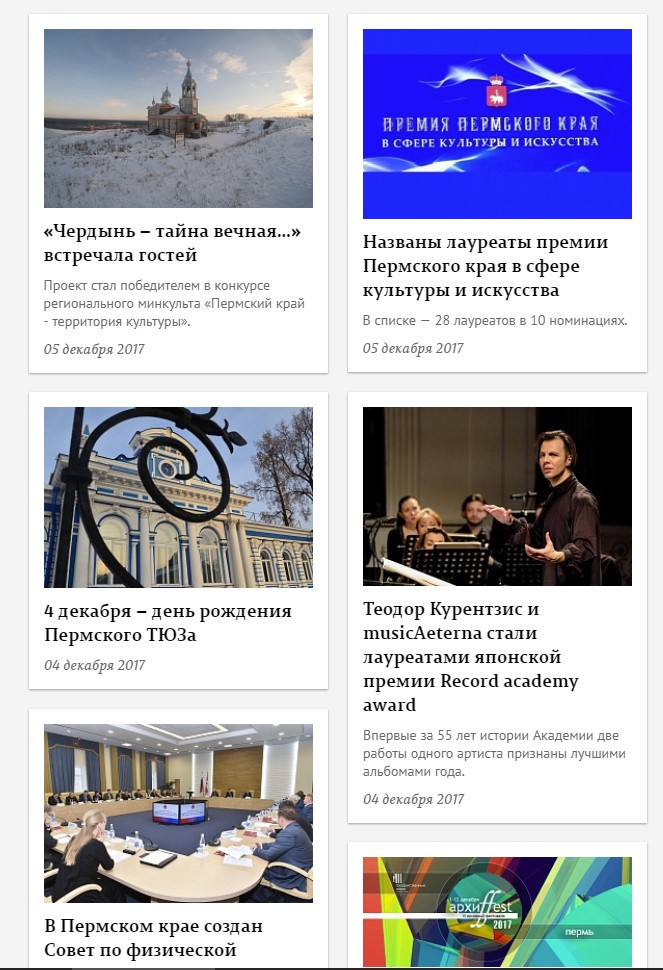 «Чердынь – тайна вечная...»
встречала гостей
Проект стал победителем в конкурсе
регионального минкульта «Пермский край
- территория культуры».
05 декабря 2017
ПРЕМИЯ ПЕРМСКОГО КРАЯ
В СФЕРЕ КУЛЬТУРЫ И ИСКУССТВА
Названы лауреаты премии
Пермского края в сфере
культуры и искусства
В списке — 28 лауреатов в 10 номинациях.
05 декабря 2017
4 декабря – день рождения
Пермского ТЮЗа
04 декабря 2017
Теодор Курентзис и
musicAeterna стали
лауреатами японской
премии Record academy
award
Впервые за 55 лет истории Академии две
работы одного артиста признаны лучшими
альбомами года.
04 декабря 2017
В Пермском крае создан
Совет по физической
архиffest
2017
пермь